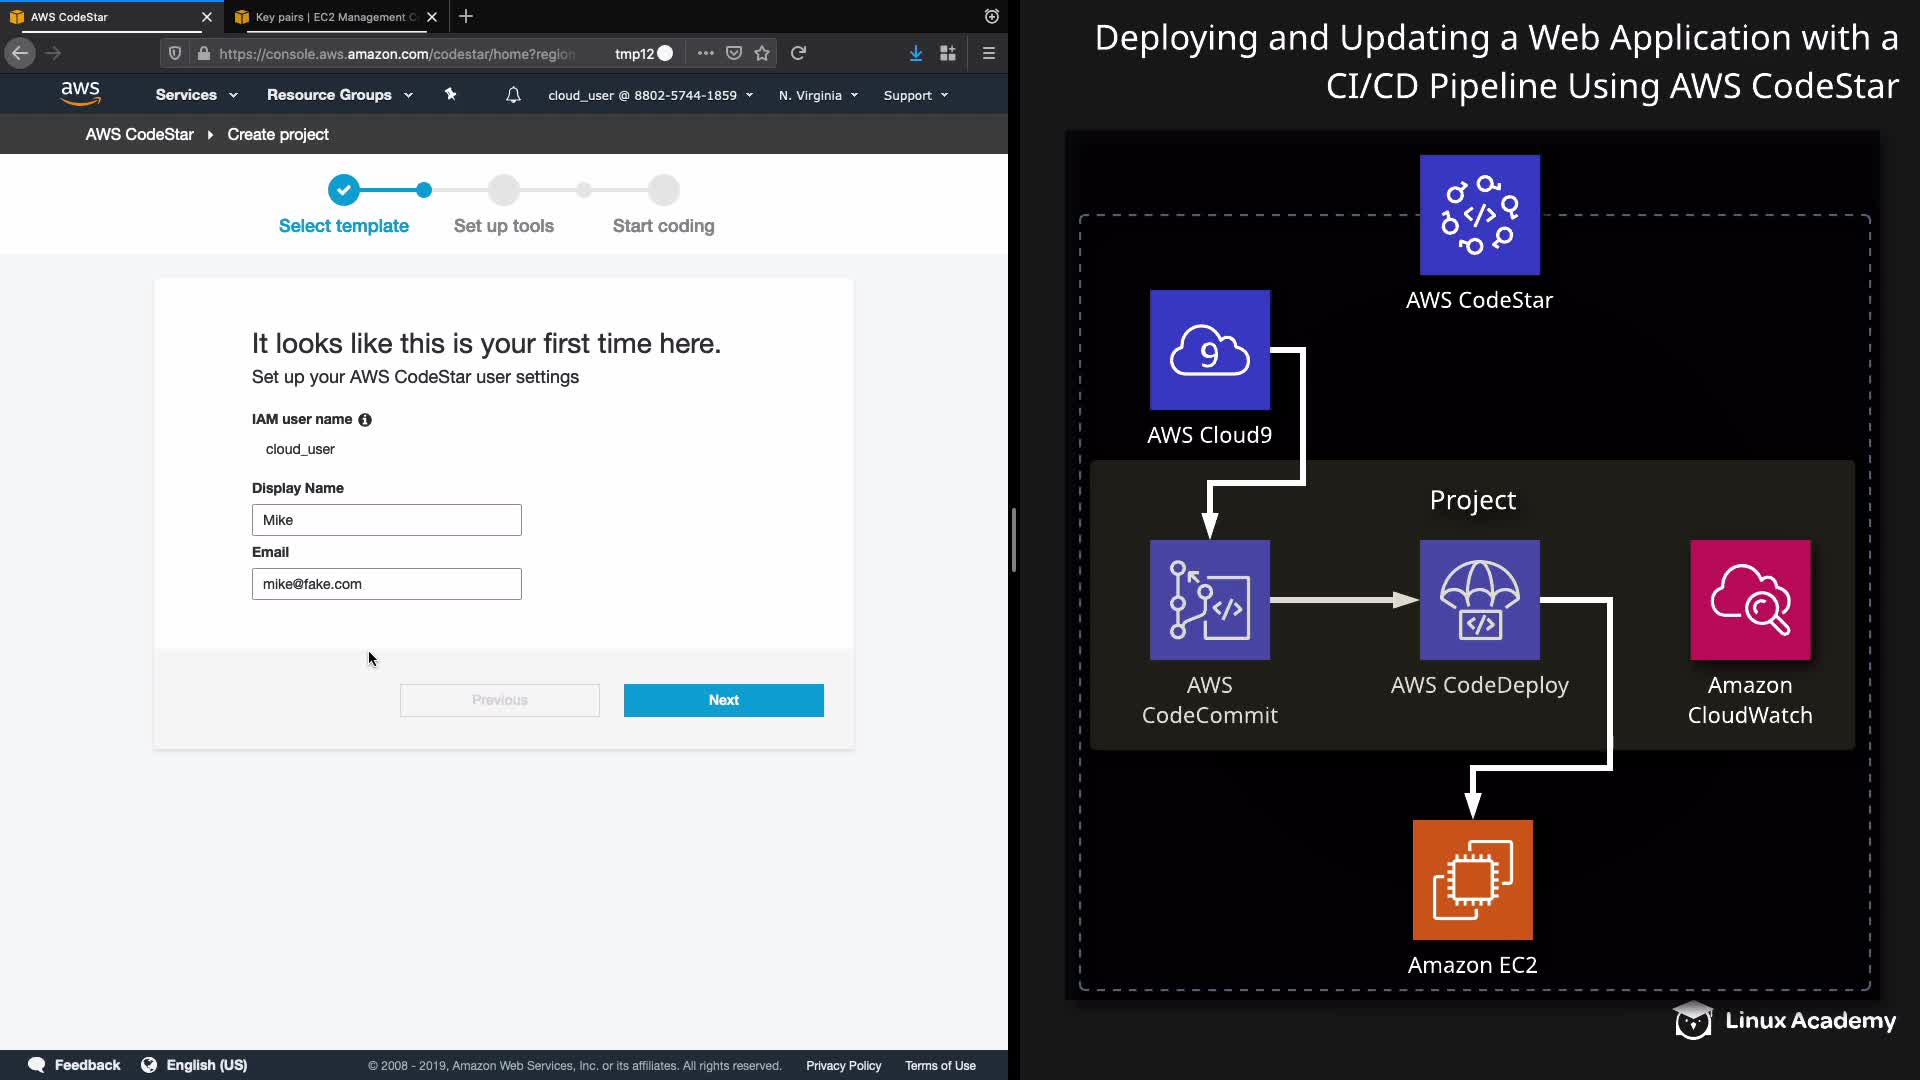 AWS CodeStar
Key pairs | EC2 Management C
https://console.aws.amazon.com/codestar/home?region
tmp12
aws
Services
Resource Groups
cloud_user @ 8802-5744-1859
N. Virginia
Support
AWS CodeStar
Create project
Select template
Set up tools
Start coding
It looks like this is your first time here.
Set up your AWS CodeStar user settings
IAM user name
cloud_user
Display Name
Mike
Email
mike@fake.com
Previous
Next
Feedback
English (US)
© 2008 - 2019, Amazon Web Services, Inc. or its affiliates. All rights reserved.
Privacy Policy
Terms of Use
Deploying and Updating a Web Application with a
CI/CD Pipeline Using AWS CodeStar
AWS CodeStar
9
AWS Cloud9
Project
AWS
CodeCommit
AWS CodeDeploy
Amazon
CloudWatch
Amazon EC2
Linux Academy